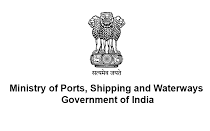 सत्यमेव जयते
Ministry of Ports, Shipping and Waterways
Government of India